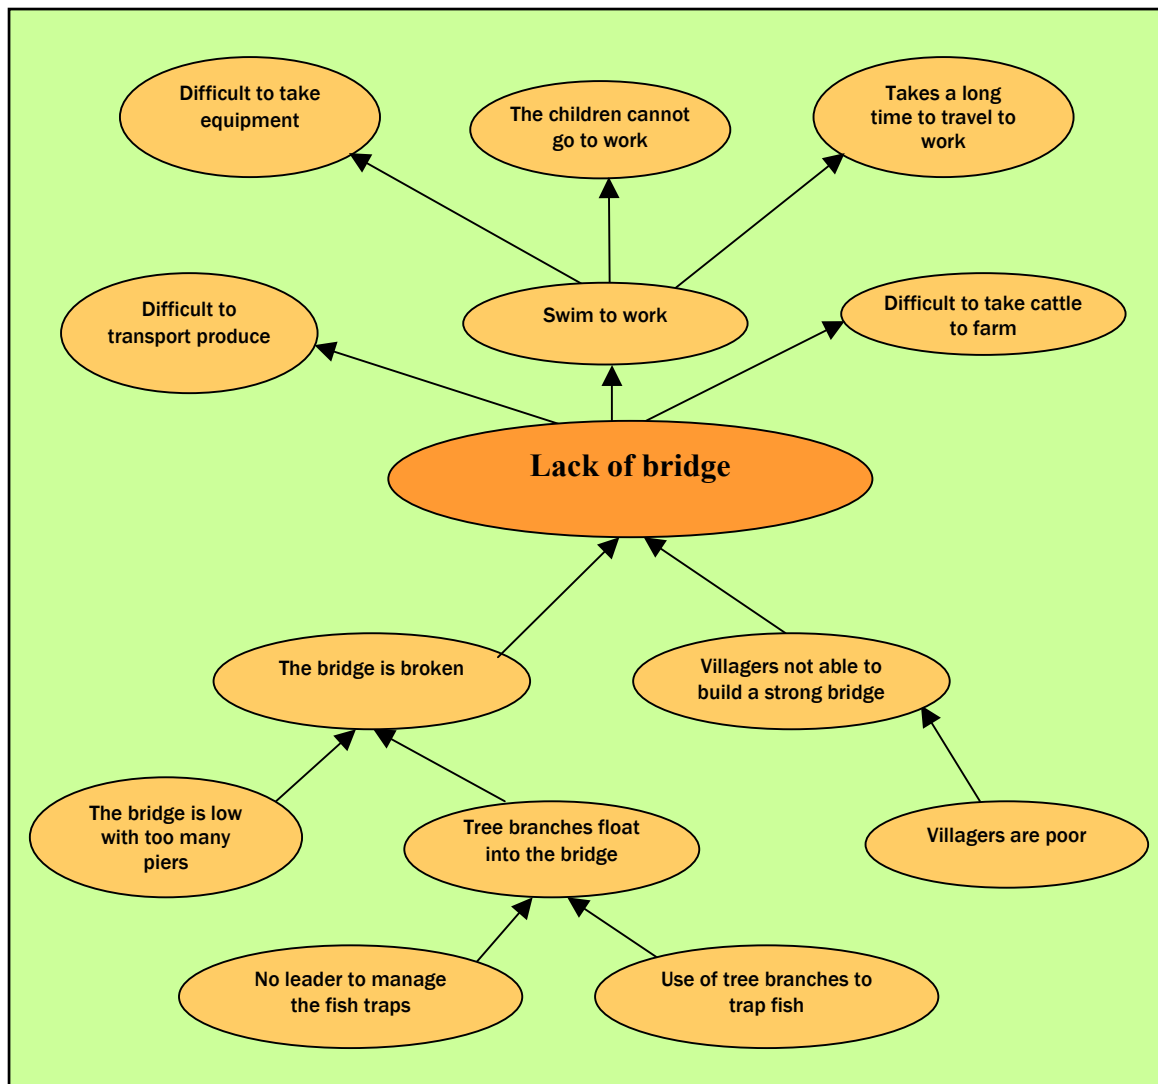 Difficult to take
equipment
The children cannot
go to work
Takes a long
time to travel to
work
Difficult to
transport produce
Swim to work
Difficult to take cattle
to farm
Lack of bridge
The bridge is broken
Villagers not able to
build a strong bridge
The bridge is low
with too many
piers
Tree branches float
into the bridge
Villagers are poor
No leader to manage
the fish traps
Use of tree branches to
trap fish